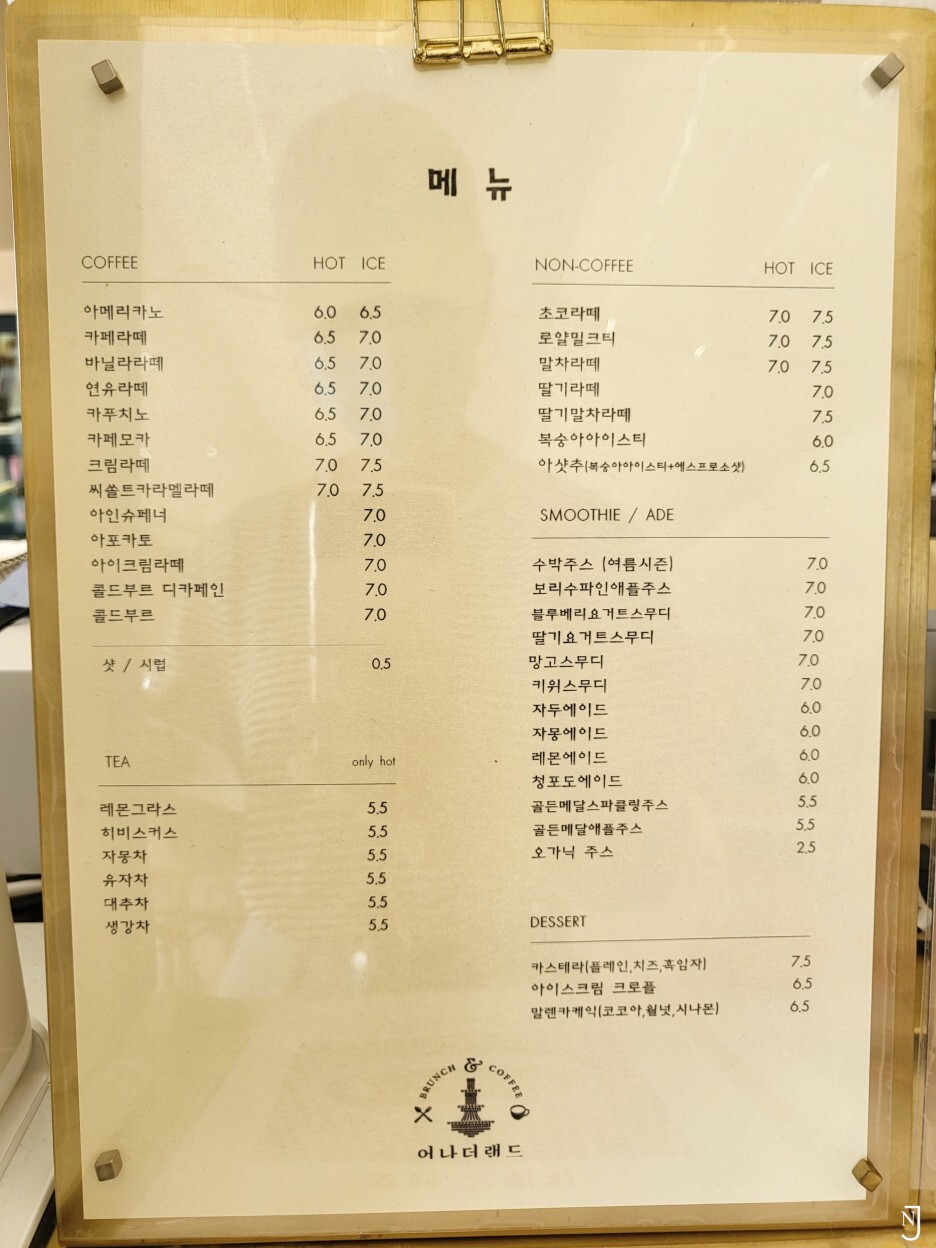 메 뉴
COFFEE HOT ICE
아메리카노 6.0 6.5
카페라떼 6.5 7.0
바닐라라떼 6.5 7.0
연유라떼 6.5 7.0
카푸치노 6.5 7.0
카페모카 6.5 7.0
크림라떼 7.0 7.5
씨쏠트카라멜라떼 7.0 7.5
아인슈페너 7.0
아포카토 7.0
아이크림라떼 7.0
콜드부르 디카페인 7.0
콜드부르 7.0
샷 / 시럽 0.5
TEA only hot
레몬그라스 5.5
히비스커스 5.5
자몽차 5.5
유자차 5.5
대추차 5.5
생강차 5.5
NON-COFFEE HOT ICE
초코라떼 7.0 7.5
로얄밀크티 7.0 7.5
말차라떼 7.0 7.5
딸기라떼 7.0
딸기말차라떼 7.5
복숭아아이스티 6.0
아샷추(복숭아아이스티+에스프로소샷) 6.5
SMOOTHIE / ADE
수박주스 (여름시즌) 7.0
보리수파인애플주스 7.0
블루베리요거트스무디 7.0
딸기요거트스무디 7.0
망고스무디 7.0
키위스무디 7.0
자두에이드 6.0
자몽에이드 6.0
레몬에이드 6.0
청포도에이드 6.0
골든메달스파클링주스 5.5
골든메달애플주스 5.5
오가닉 주스 2.5
DESSERT
카스테라(플레인,치즈,흑임자) 7.5
아이스크림 크로플 6.5
말렌카케익(코코아,월넛,시나몬) 6.5
BRUNCH & COFFEE
어나더랜드
NJ